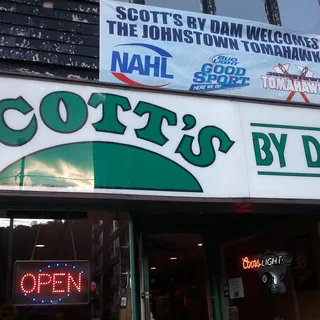 SCOTT'S BY DAM WELCOMES
THE JOHNSTOWN TOMAHAWK
NAHL
BUD LIGHT
GOOD
SPORT
HERE WE GO
TOMAHAWKS
COTT'S
BY D
OPEN
Coors LIGHT